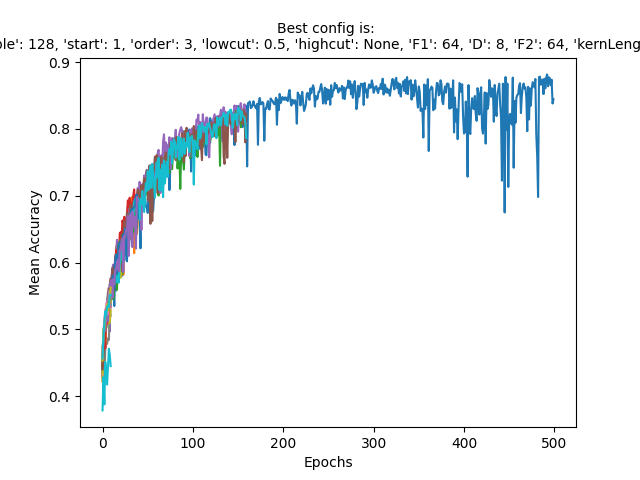 Best config is:
ole': 128, 'start': 1, 'order': 3, 'lowcut': 0.5, 'highcut': None, 'F1': 64, 'D': 8, 'F2': 64, 'kernLeng
0.9
0.8
0.7
0.6
0.5
0.4
Mean Accuracy
0 100 200 300 400 500
Epochs